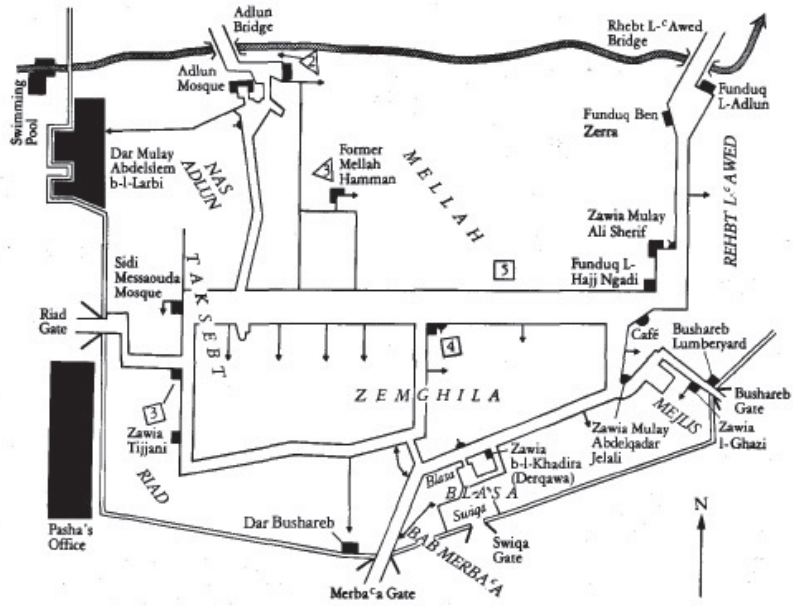 Adlun
Bridge
Rhebt L-ᶜAwed
Bridge
Swimming
Pool
Adlun
Mosque
2
Funduq
L-Adlun
Funduq Ben
Zerra
Dar Mulay
Abdelslem
b-l-Larbi
NAS
ADLUN
3
Former
Mellah
Hamman
MELLAH
REHBT L-ᶜAWED
Zawia Mulay
Ali Sherif
Sidi
Messaouda
Mosque
TAKSEBT
5
Funduq L-
Hajj Ngadi
Riad
Gate
4
Café
Bushareb
Lumberyard
ZEMGHILA
MEJLIS
Bushareb
Gate
3
Zawia
Tijjani
Zawia Mulay
Abdelqadar
Jelali
Zawia
l-Ghazi
RIAD
Zawia
b-l-Khadira
(Derqawa)
Blasa
BLASA
Swiqa
N
Pasha's
Office
Dar Bushareb
BAB MERBAᶜA
Swiqa
Gate
Merbaᶜa Gate